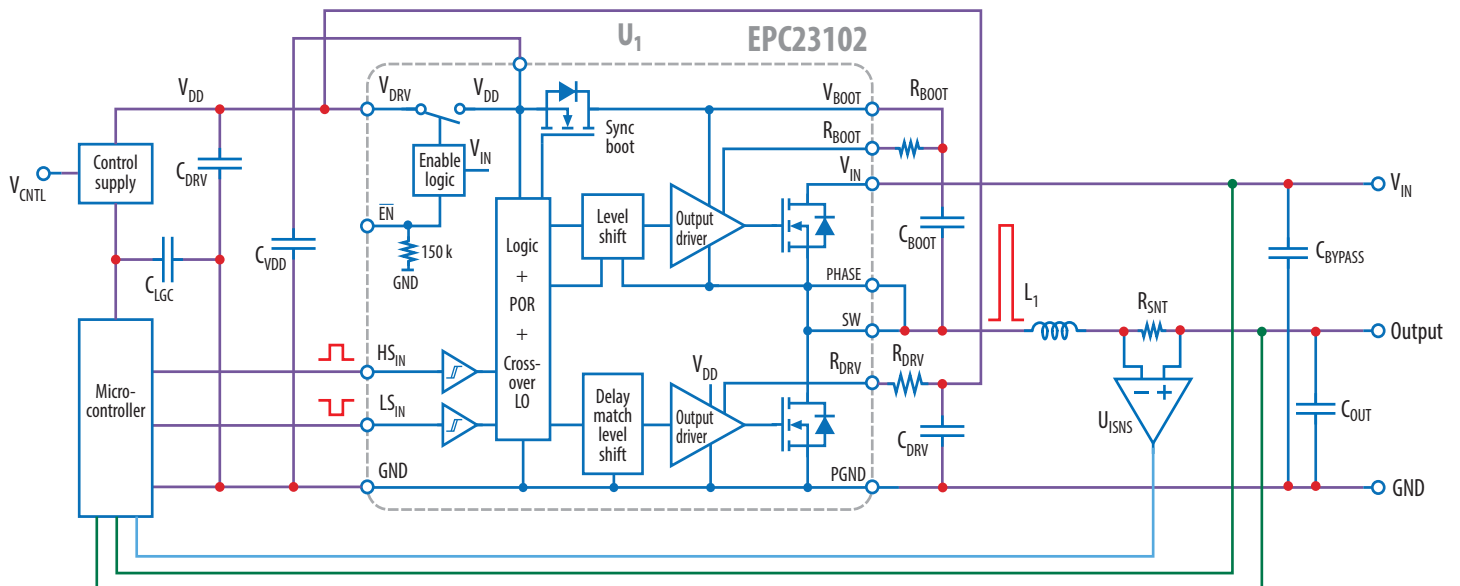 U1 EPC23102
VDD
VDRV
VDD
VBOOT
RBOOT
Sync
boot
RBOOT
Control
supply
CDRV
Enable
logic
VIN
VIN
VIN
VCNTL
EN
150 k
GND
Logic
+
POR
+
Cross-
over
LO
Level
shift
Output
driver
CBOOT
CVDD
CLGC
CBYPASS
PHASE
L1
RSNT
SW
Output
Micro-
controller
HSIN
LSIN
VDD
RDRV
RDRV
Delay
match
level
shift
Output
driver
− +
UISNS
COUT
CDRV
GND
PGND
GND